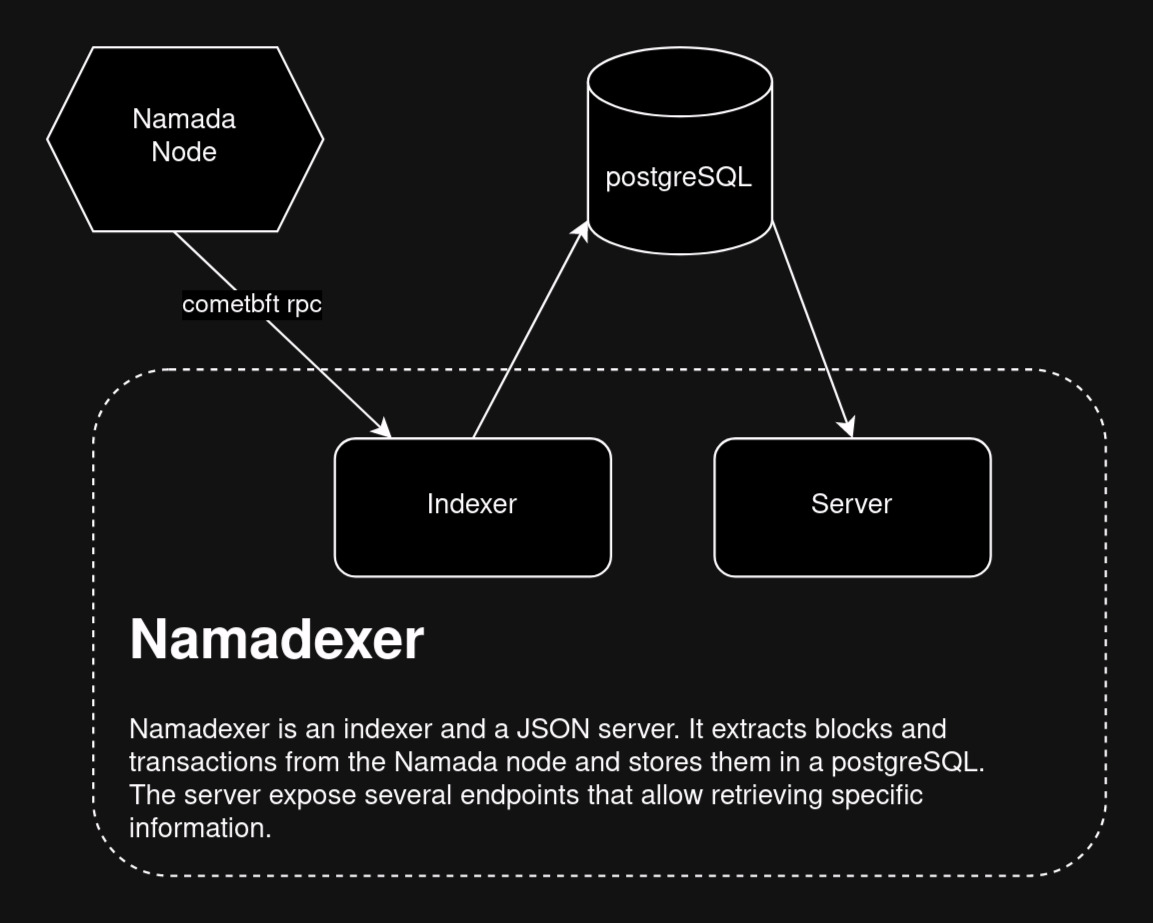 Namada
Node
postgreSQL
cometbft rpc
Indexer
Server
Namadexer
Namadexer is an indexer and a JSON server. It extracts blocks and
transactions from the Namada node and stores them in a postgreSQL.
The server expose several endpoints that allow retrieving specific
information.